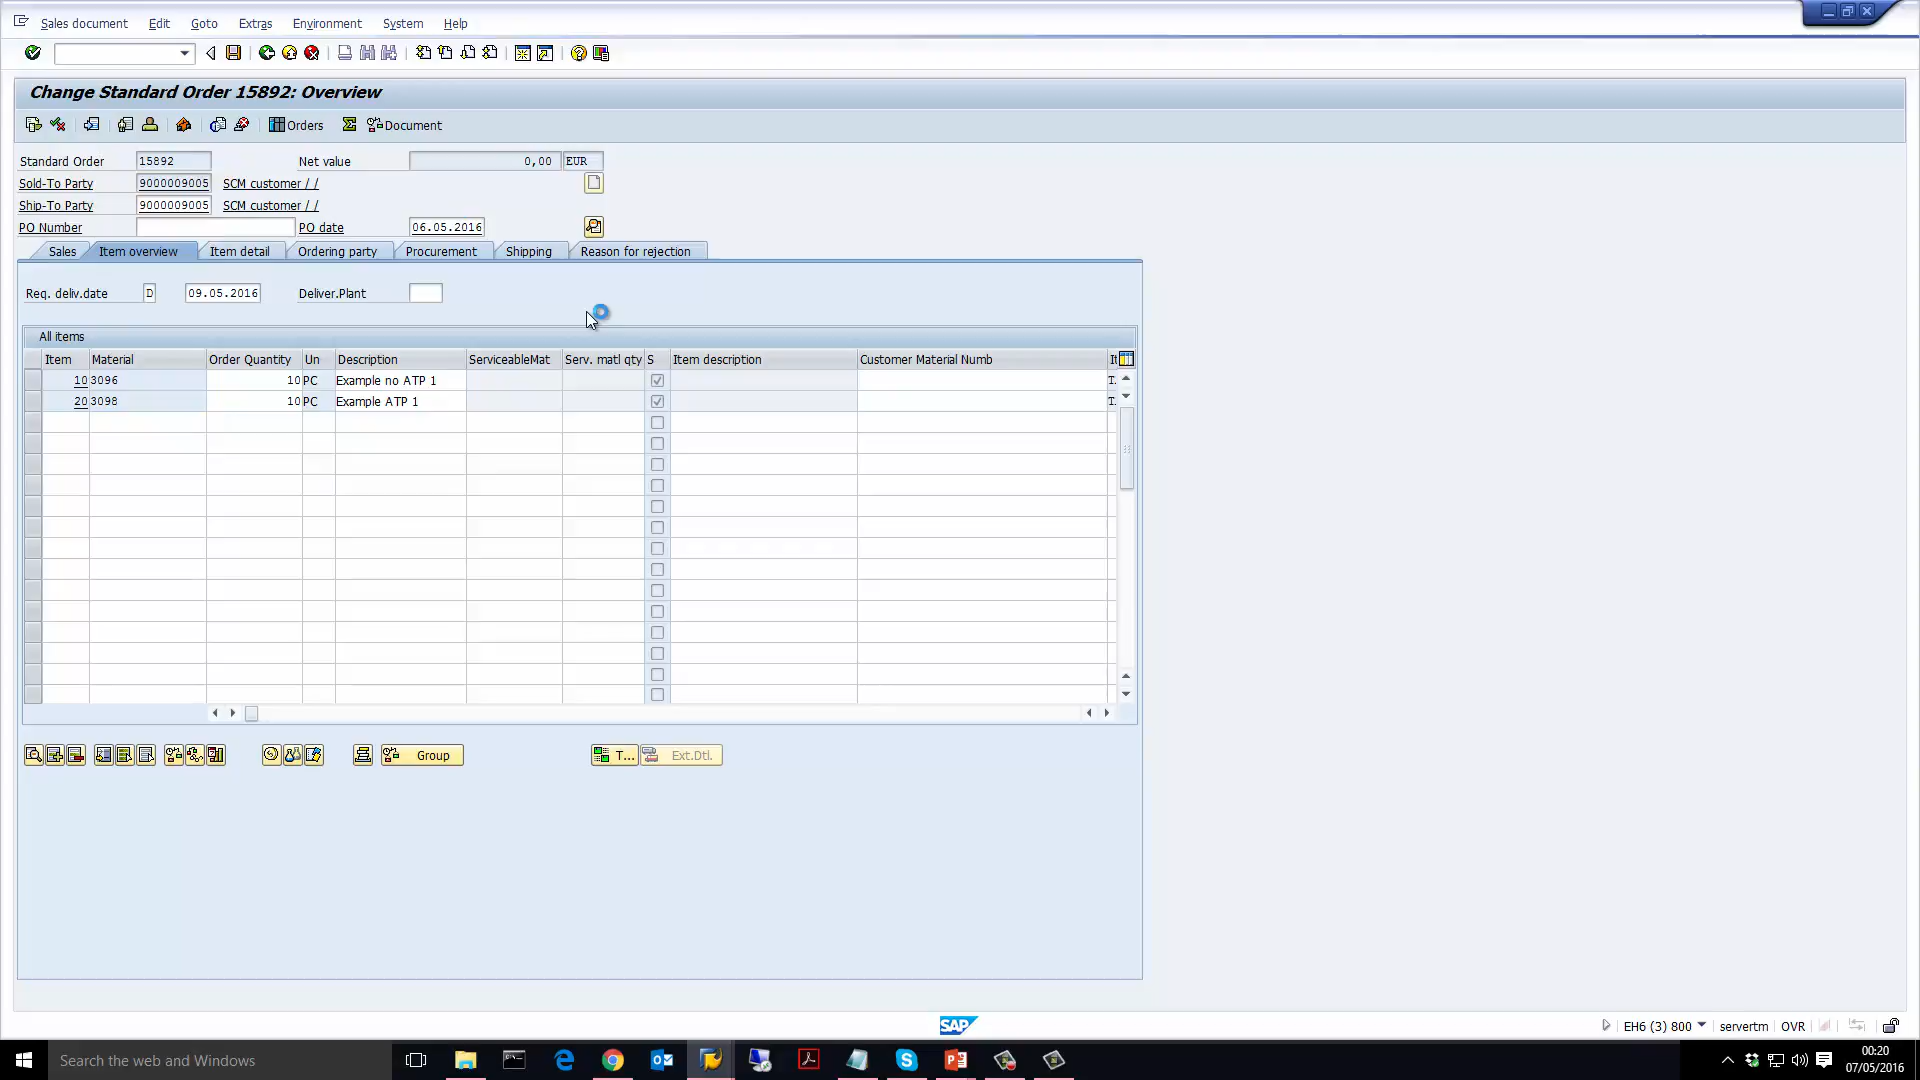 Sales document Edit Goto Extras Environment System Help
Change Standard Order 15892: Overview
Orders Document
Standard Order 15892 Net value 0,00 EUR
Sold-To Party 9000009005 SCM customer / /
Ship-To Party 9000009005 SCM customer / /
PO Number PO date 06.05.2016
Sales Item overview Item detail Ordering party Procurement Shipping Reason for rejection
Req. deliv.date D 09.05.2016 Deliver.Plant
All items
Item Material Order Quantity Un Description ServiceableMat Serv. matl qty S Item description Customer Material Numb It
10 3096 10 PC Example no ATP 1 T.
20 3098 10 PC Example ATP 1 T.
Group T... Ext.Dtl.
SAP EH6 (3) 800 servertm OVR
Search the web and Windows
00:20
07/05/2016